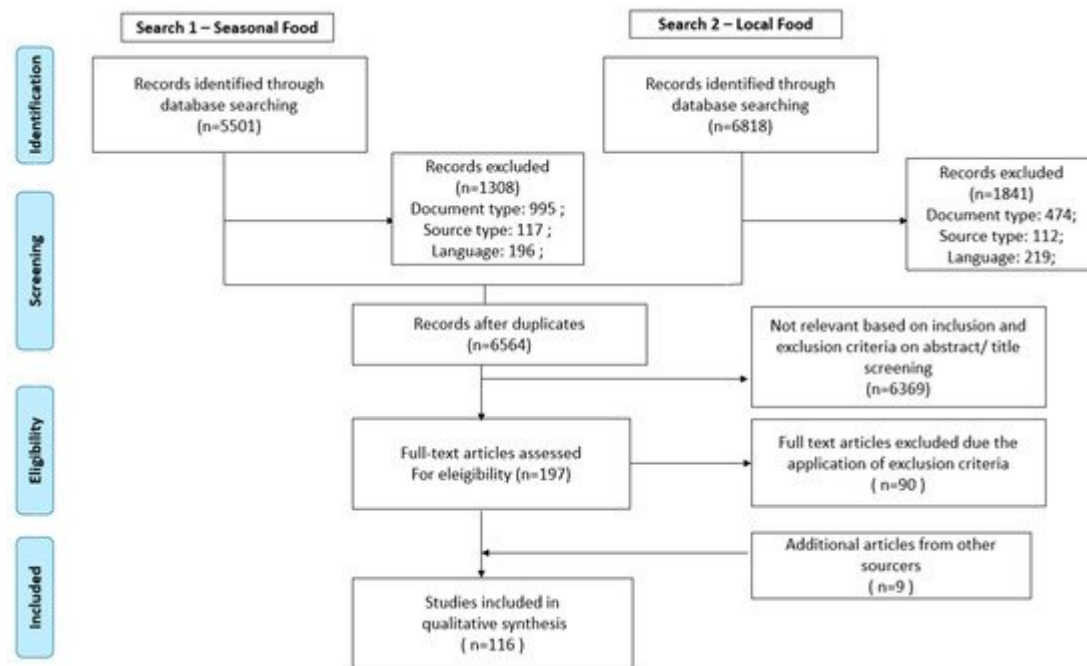 Search 1 – Seasonal Food
Search 2 – Local Food
Identification
Records identified through
database searching
(n=5501)
Records identified through
database searching
(n=6818)
Screening
Records excluded
(n=1308)
Document type: 995 ;
Source type: 117 ;
Language: 196 ;
Records excluded
(n=1841)
Document type: 474;
Source type: 112;
Language: 219;
Records after duplicates
(n=6564)
Not relevant based on inclusion and
exclusion criteria on abstract/ title
screening
(n=6369)
Eligibility
Full-text articles assessed
For eleigibility (n=197)
Full text articles excluded due the
application of exclusion criteria
( n=90 )
Included
Additional articles from other
sourcers
( n=9 )
Studies included in
qualitative synthesis
( n=116 )